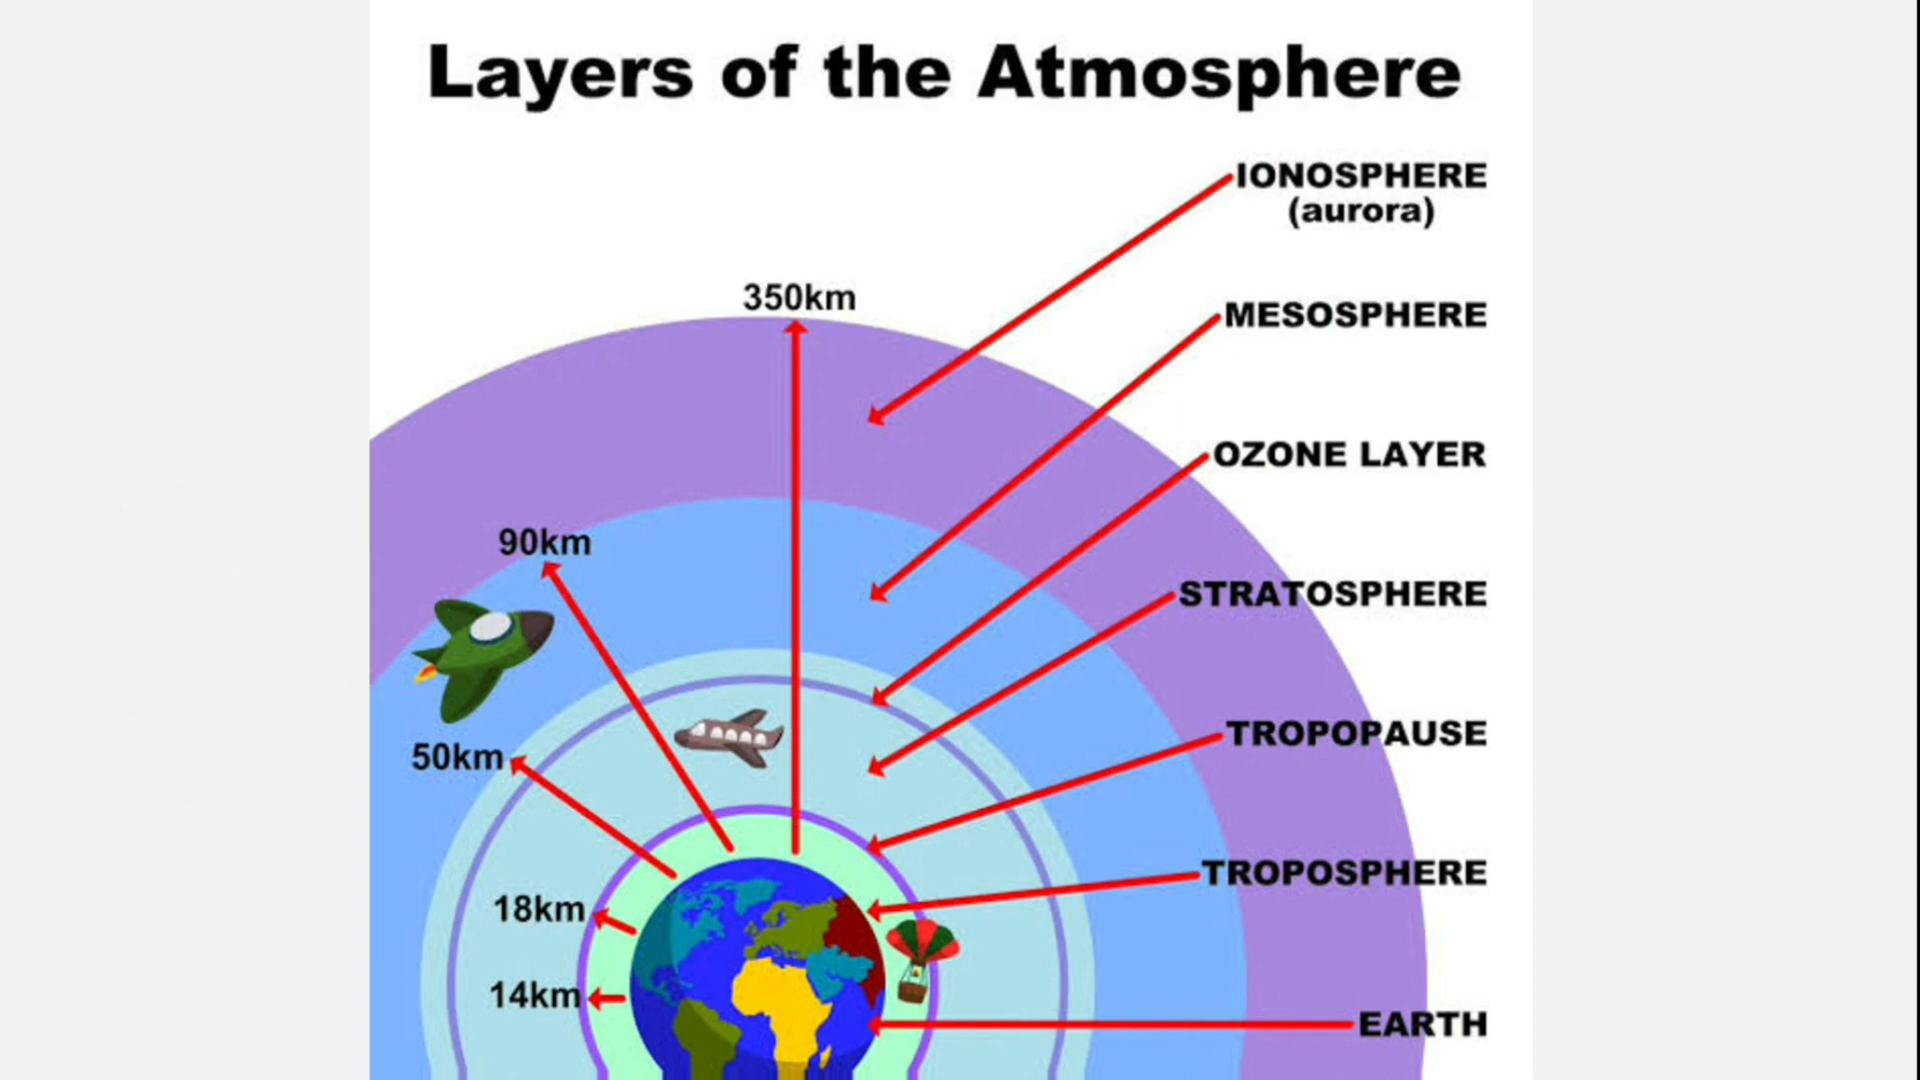 Layers of the Atmosphere
IONOSPHERE
(aurora)
350km
MESOSPHERE
OZONE LAYER
90km
STRATOSPHERE
TROPOPAUSE
50km
TROPOSPHERE
18km
14km
EARTH